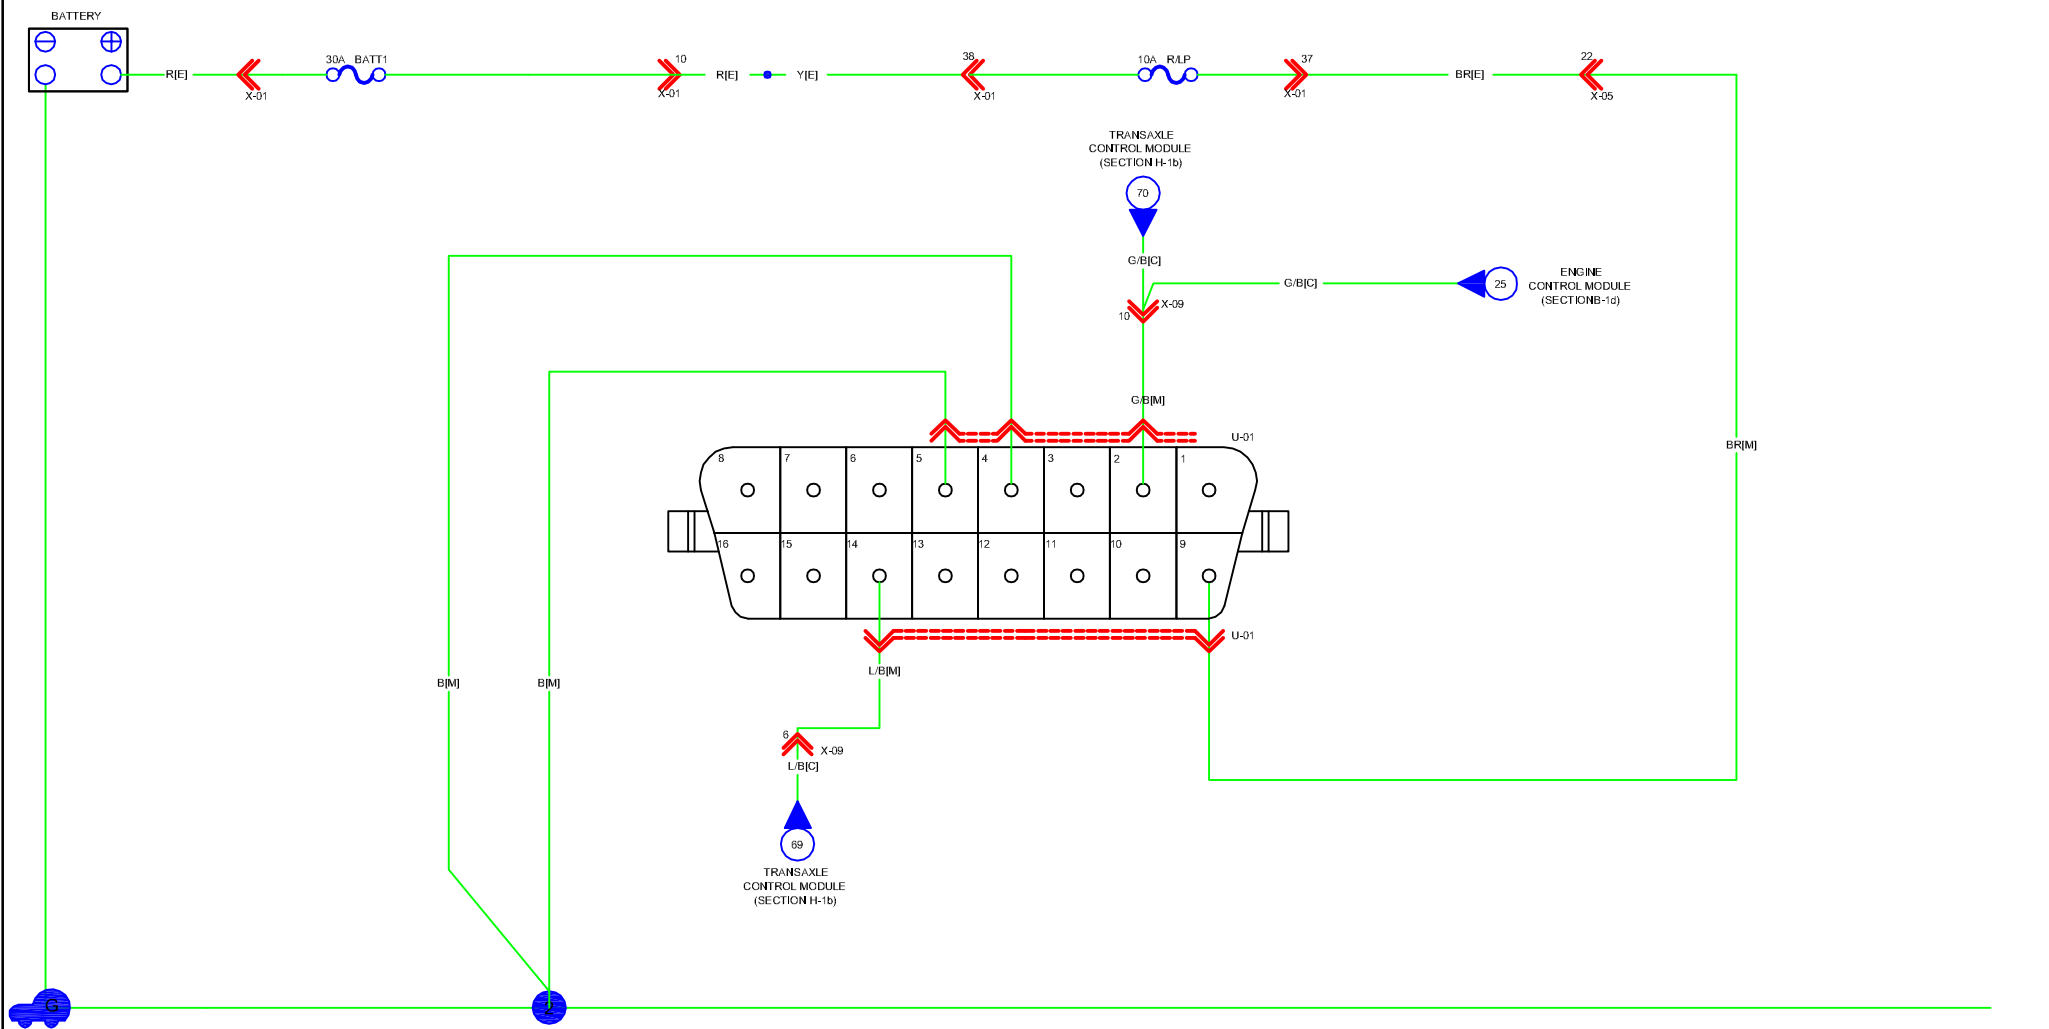 BATTERY
R[E]
X-01
30A BATT1
10
X-01
R[E]
Y[E]
38
X-01
10A R/LP
37
X-01
BR[E]
22
X-05
TRANSAXLE
CONTROL MODULE
(SECTION H-1b)
70
G/B[C]
G/B[C]
25
ENGINE
CONTROL MODULE
(SECTIONB-1d)
10
X-09
G/B[M]
U-01
BR[M]
8 7 6 5 4 3 2 1
16 15 14 13 12 11 10 9
U-01
L/B[M]
B[M]
B[M]
6
X-09
L/B[C]
69
TRANSAXLE
CONTROL MODULE
(SECTION H-1b)
G